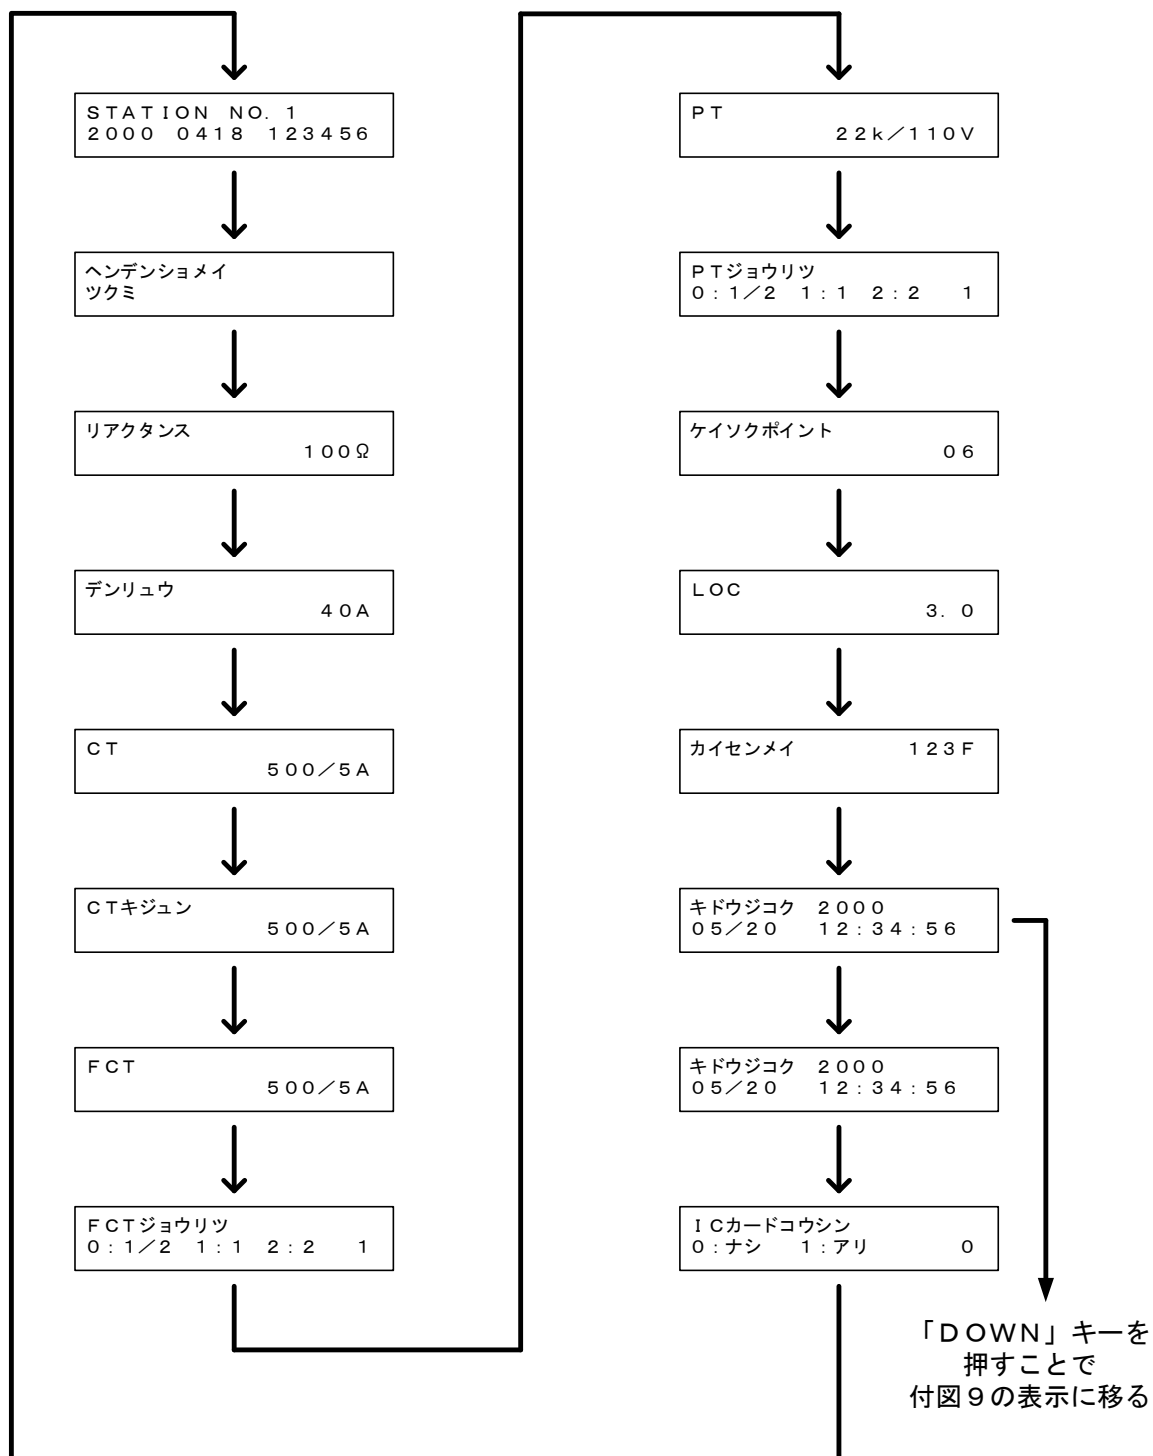 STATION NO. 1
2000 0418 123456
ヘンデンショメイ
ツクミ
リアクタンス
100Ω
デンリュウ
40A
CT
500／5A
CTキジュン
500／5A
FCT
500／5A
FCTジョウリツ
0：1／2 1：1 2：2 1
PT
22k／110V
PTジョウリツ
0：1／2 1：1 2：2 1
ケイソクポイント
06
LOC
3. 0
カイセンメイ 123F
キドウジコク 2000
05／20 12：34：56
キドウジコク 2000
05／20 12：34：56
ICカードコウシン
0：ナシ 1：アリ 0
「DOWN」キーを
押すことで
付図９の表示に移る